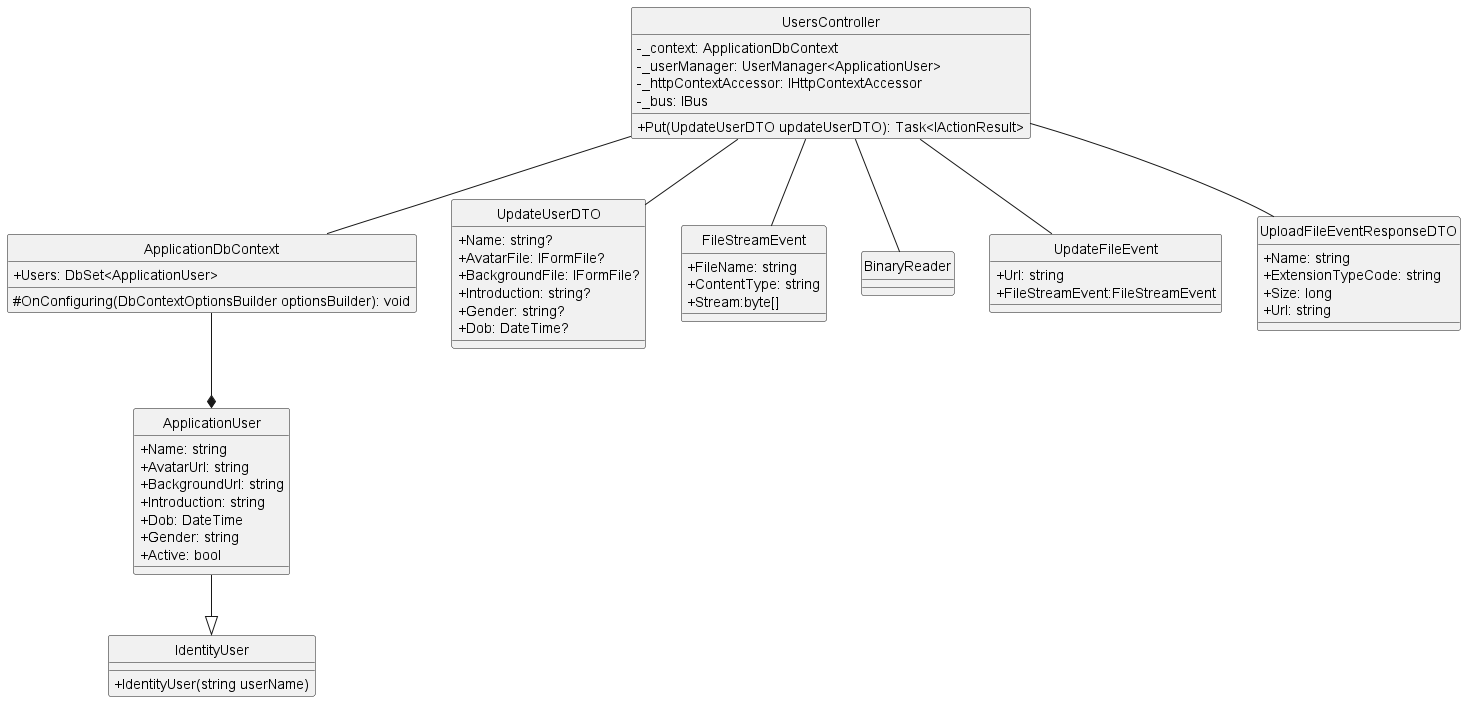 UsersController
-_context: ApplicationDbContext
-_userManager: UserManager<ApplicationUser>
-_httpContextAccessor: IHttpContextAccessor
-_bus: IBus
+Put(UpdateUserDTO updateUserDTO): Task<IActionResult>
ApplicationDbContext
+Users: DbSet<ApplicationUser>
#OnConfiguring(DbContextOptionsBuilder optionsBuilder): void
UpdateUserDTO
+Name: string?
+AvatarFile: IFormFile?
+BackgroundFile: IFormFile?
+Introduction: string?
+Gender: string?
+Dob: DateTime?
FileStreamEvent
+FileName: string
+ContentType: string
+Stream:byte[]
BinaryReader
UpdateFileEvent
+Url: string
+FileStreamEvent:FileStreamEvent
UploadFileEventResponseDTO
+Name: string
+ExtensionTypeCode: string
+Size: long
+Url: string
ApplicationUser
+Name: string
+AvatarUrl: string
+BackgroundUrl: string
+Introduction: string
+Dob: DateTime
+Gender: string
+Active: bool
IdentityUser
+IdentityUser(string userName)